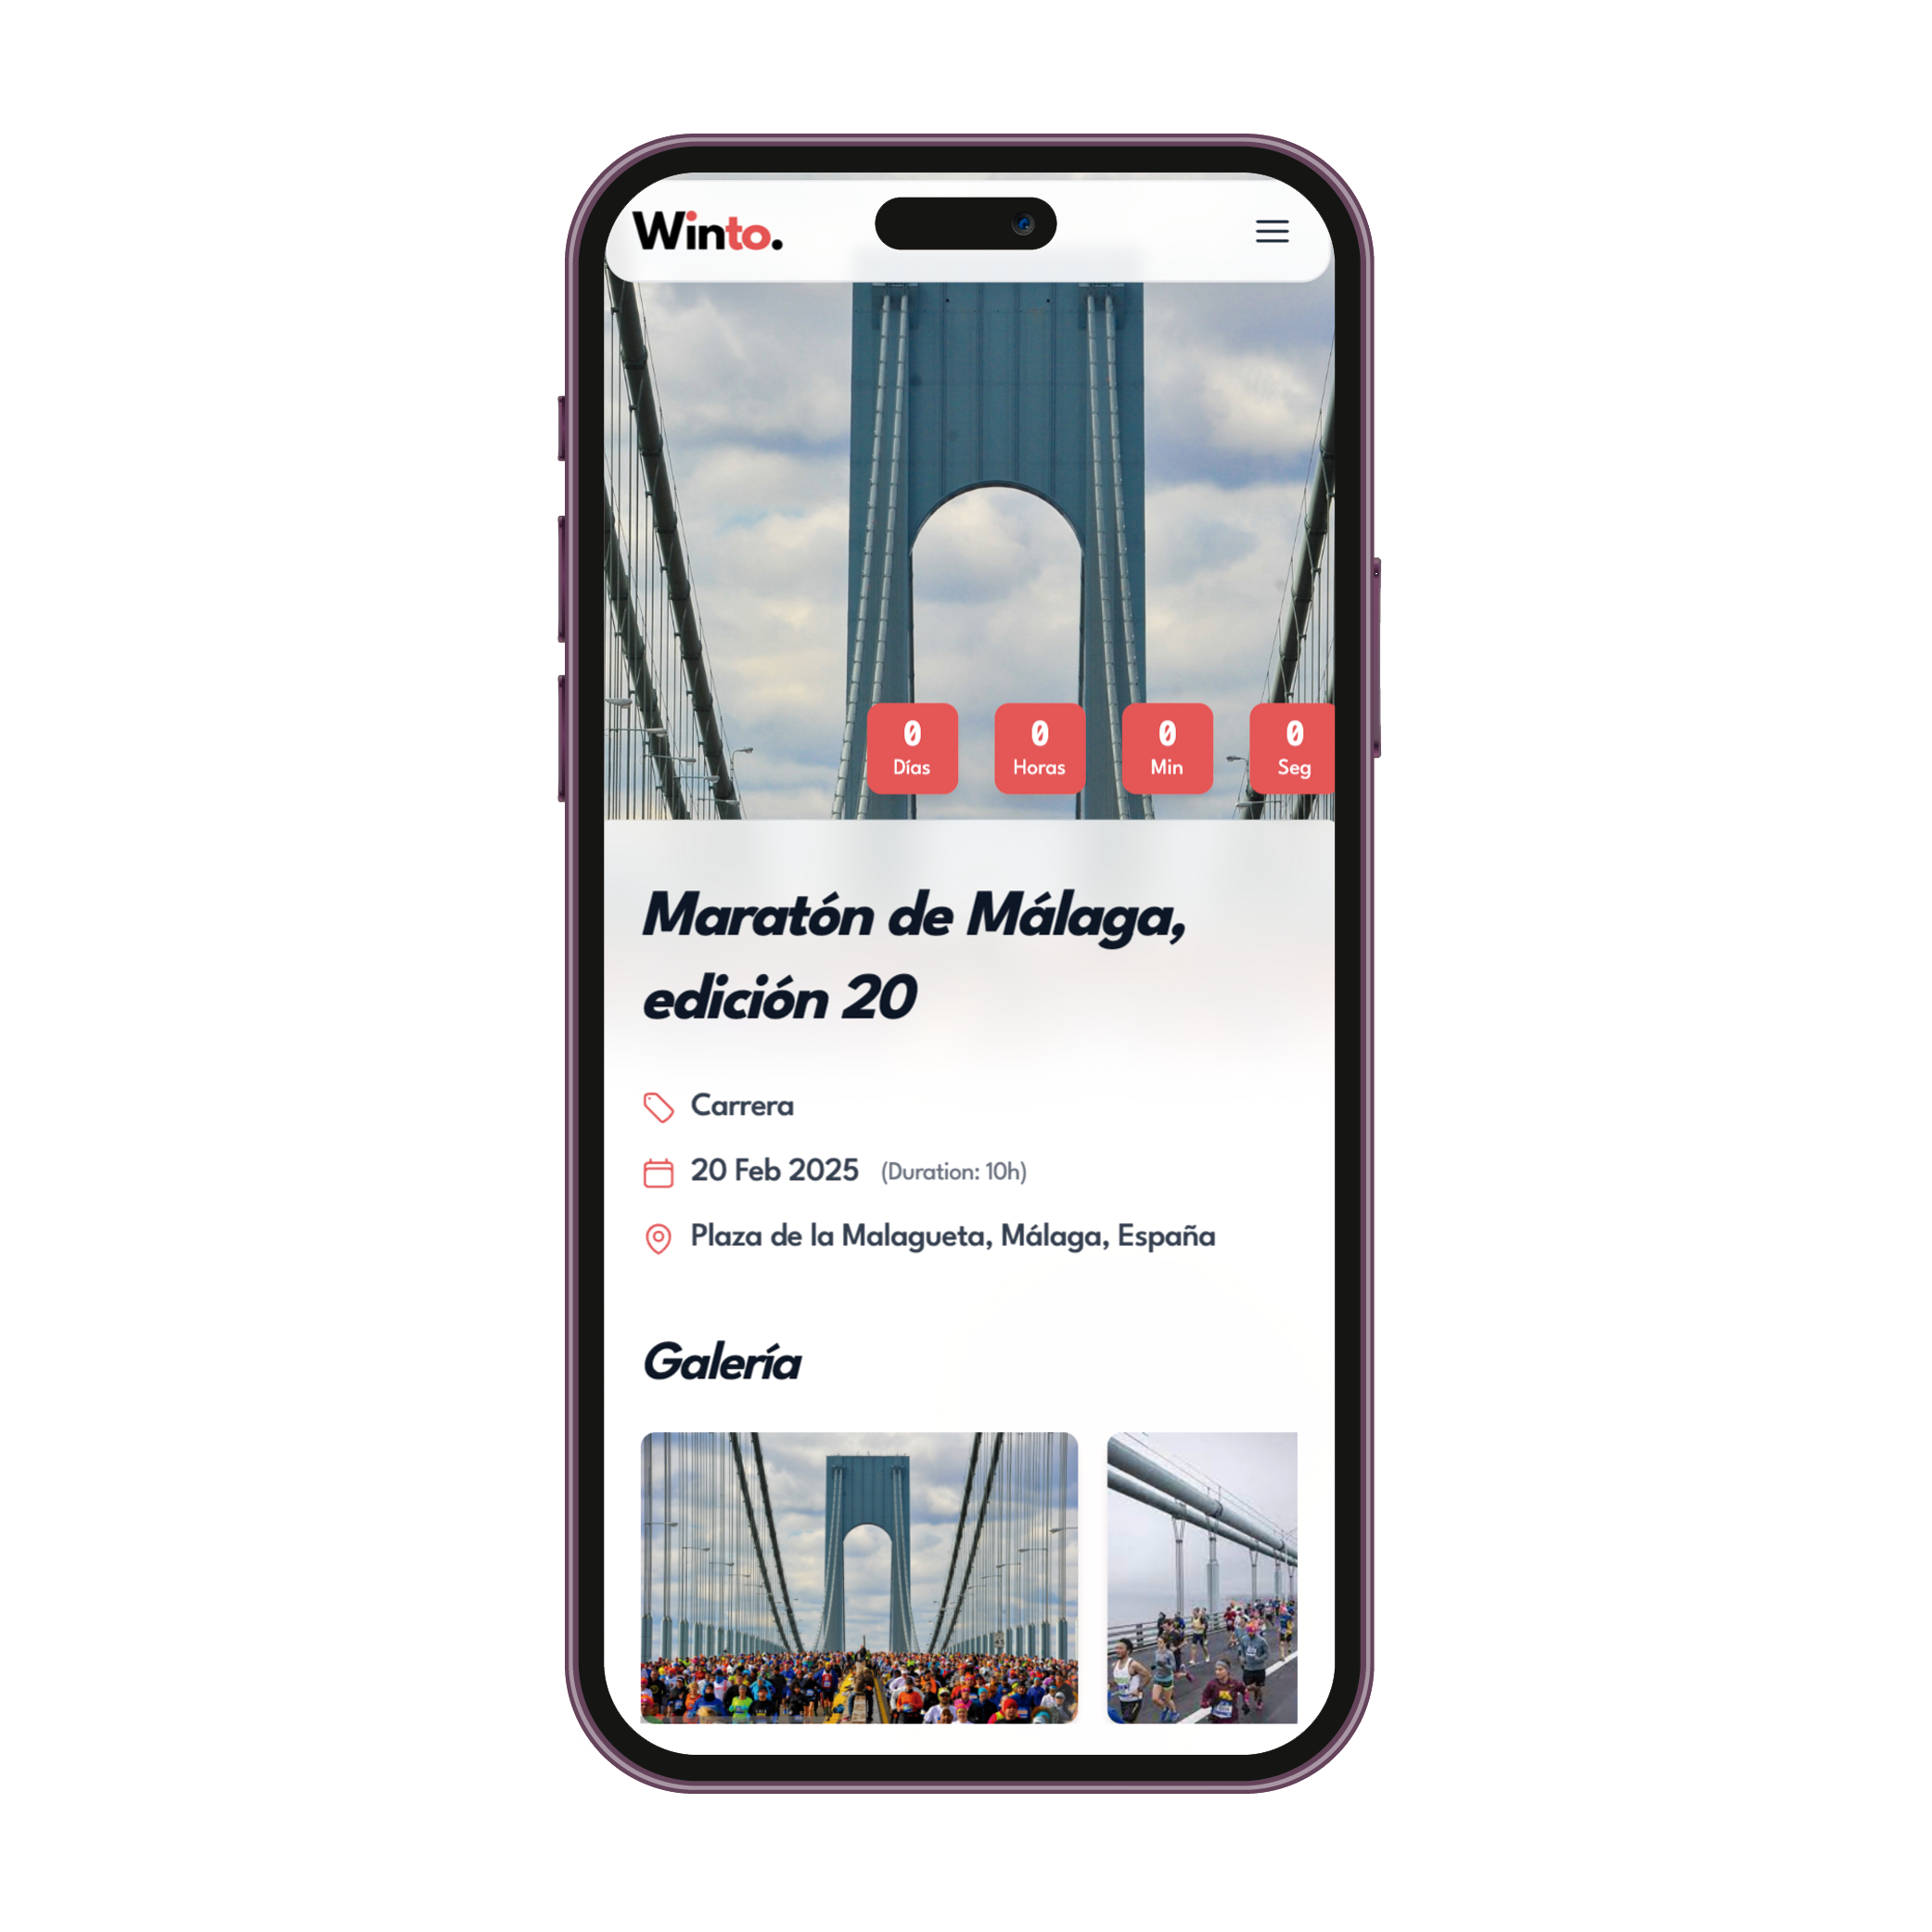 Winto.
0 0 0 0
Días Horas Min Seg
Maratón de Málaga,
edición 20
Carrera
20 Feb 2025 (Duration: 10h)
Plaza de la Malagueta, Málaga, España
Galería